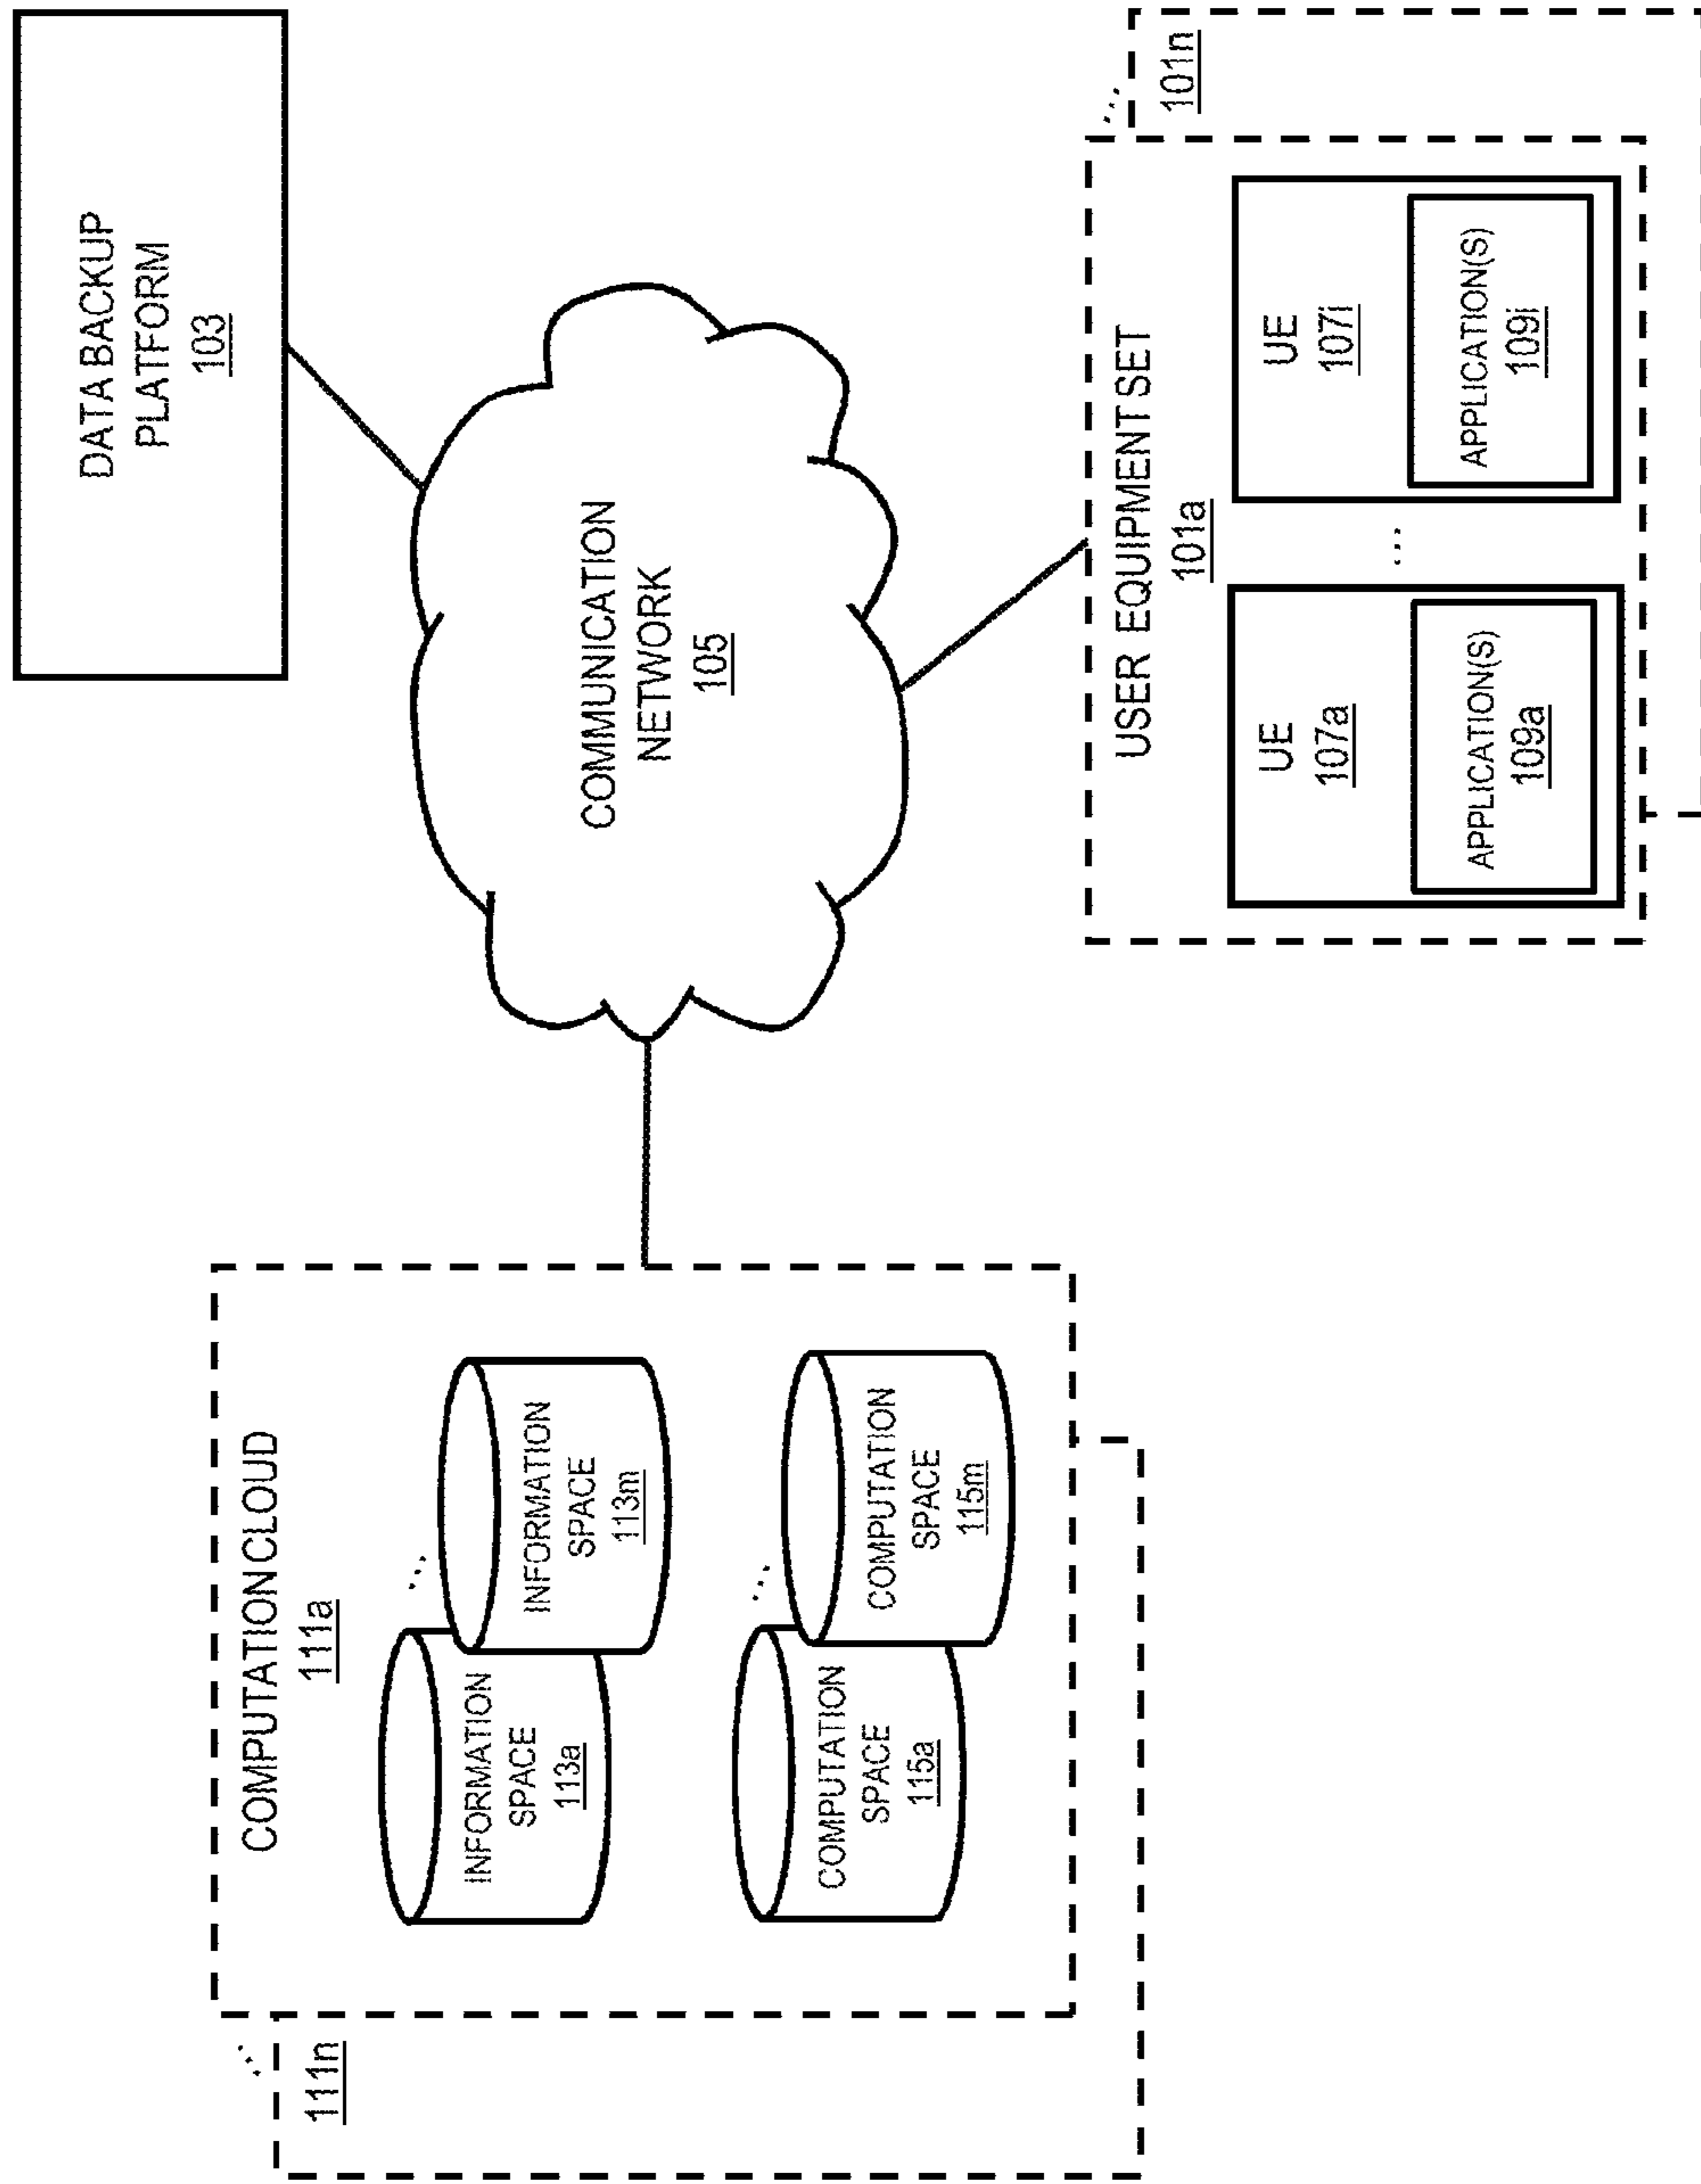 DATA BACKUP
PLATFORM
103
COMMUNICATION
NETWORK
105
COMPUTATION CLOUD
111a
INFORMATION
SPACE
113a
...
INFORMATION
SPACE
113m
COMPUTATION
SPACE
115a
...
COMPUTATION
SPACE
115m
...
111n
USER EQUIPMENT SET
101a
UE
107a
APPLICATION(S)
109a
...
UE
107i
APPLICATION(S)
109i
...
101n